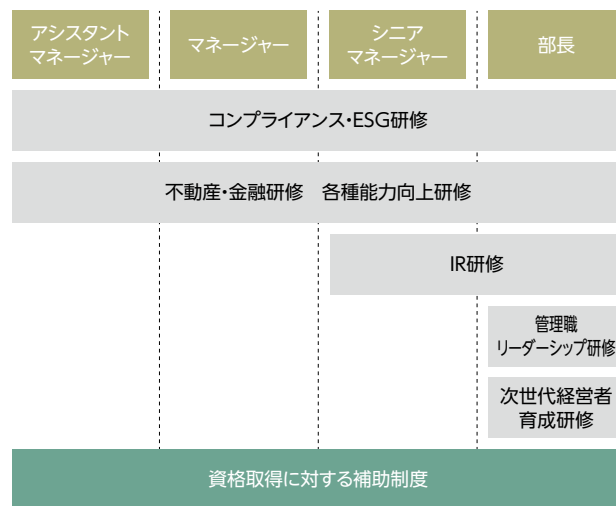 アシスタント
マネージャー
マネージャー
シニア
マネージャー
部長
コンプライアンス・ESG研修
不動産・金融研修　各種能力向上研修
IR研修
管理職
リーダーシップ研修
次世代経営者
育成研修
資格取得に対する補助制度